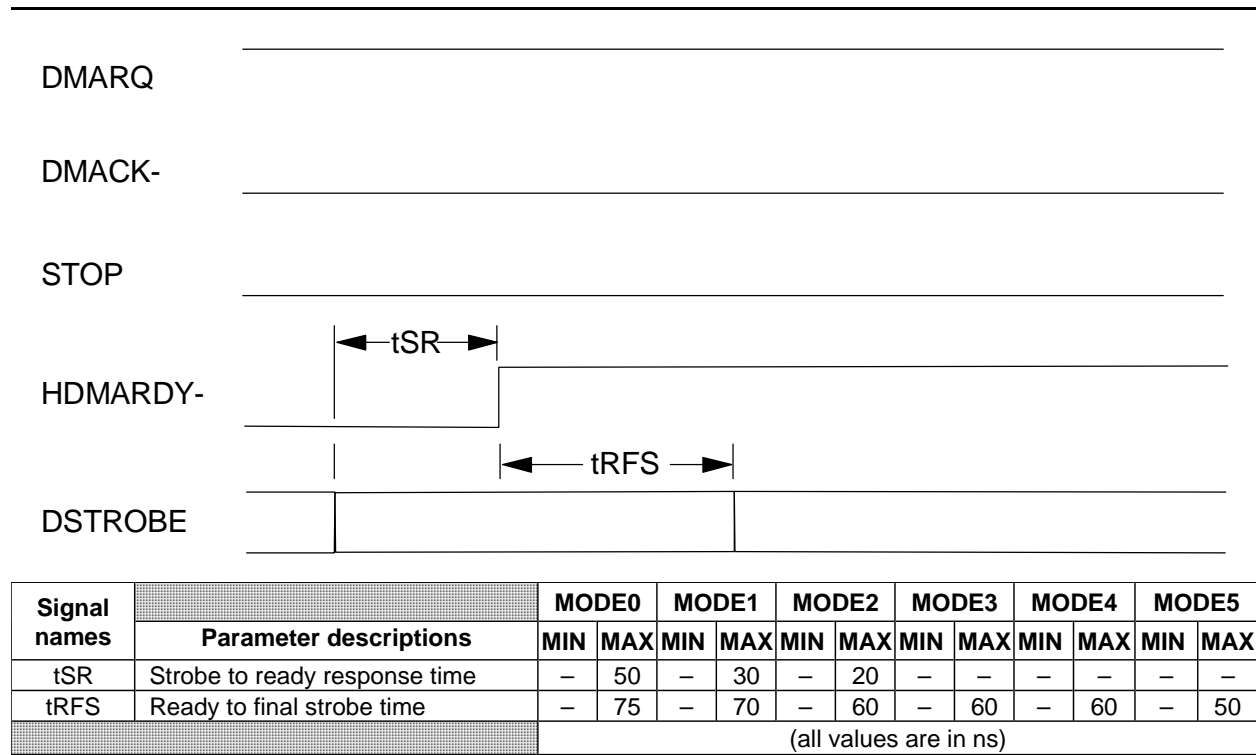 DMARQ
DMACK-
STOP
tSR
HDMARDY-
tRFS
DSTROBE
Signal names Parameter descriptions MODE0 MODE1 MODE2 MODE3 MODE4 MODE5
MIN MAX MIN MAX MIN MAX MIN MAX MIN MAX MIN MAX
tSR Strobe to ready response time – 50 – 30 – 20 – – – – – –
tRFS Ready to final strobe time – 75 – 70 – 60 – 60 – 60 – 50
(all values are in ns)